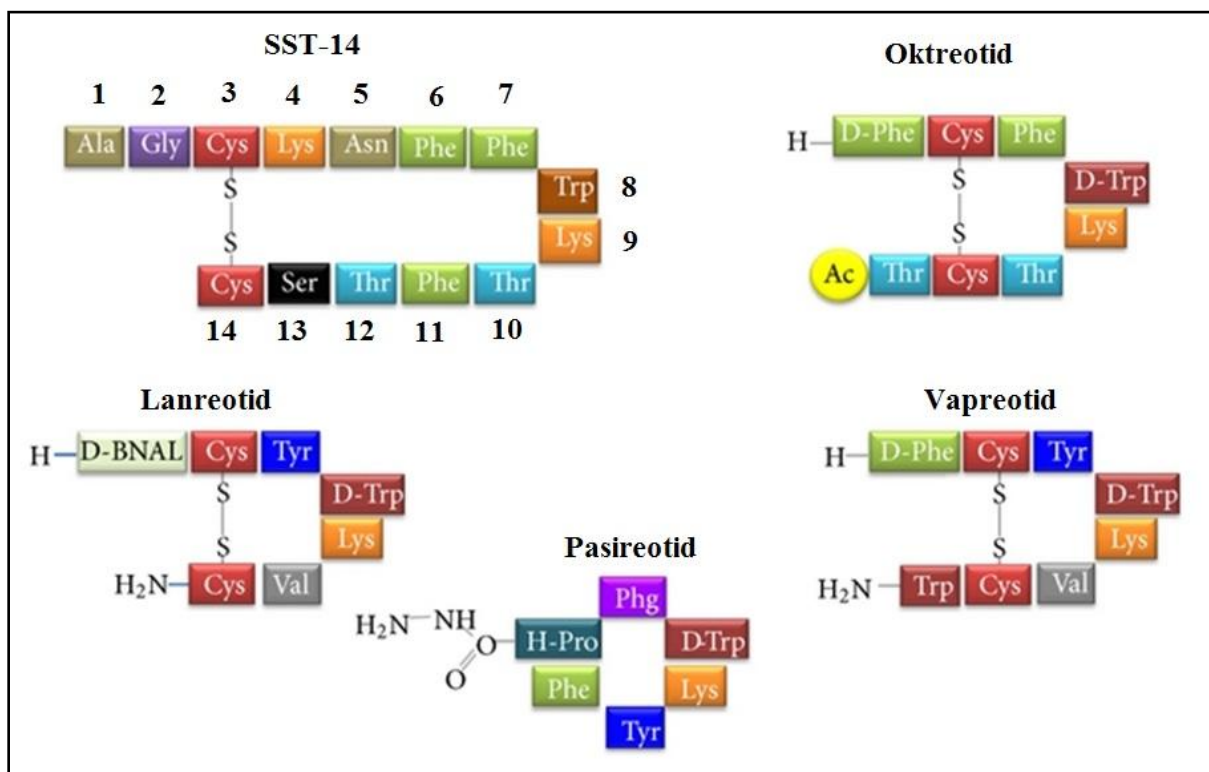 SST-14
1 2 3 4 5 6 7
Ala Gly Cys Lys Asn Phe Phe
S
Trp 8
S
Lys 9
Cys Ser Thr Phe Thr
14 13 12 11 10
Oktreotid
H D-Phe Cys Phe
S
D-Trp
Lys
S
Ac Thr Cys Thr
Lanreotid
H D-BNAL Cys Tyr
S
D-Trp
S
Lys
H₂N Cys Val
Pasireotid
Phg
H₂N NH O H-Pro D-Trp
O
Phe Lys
Tyr
Vapreotid
H D-Phe Cys Tyr
S
D-Trp
S
Lys
H₂N Trp Cys Val